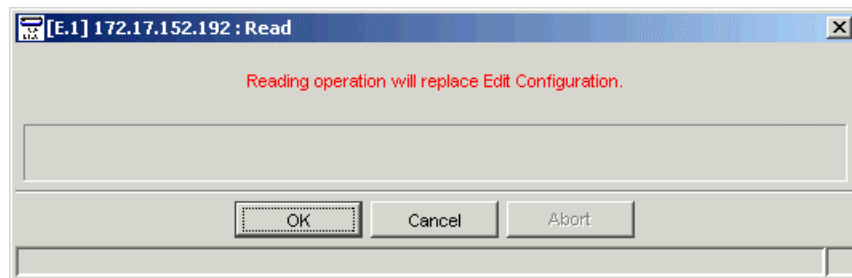 [E.1] 172.17.152.192 : Read
Reading operation will replace Edit Configuration.
OK Cancel Abort